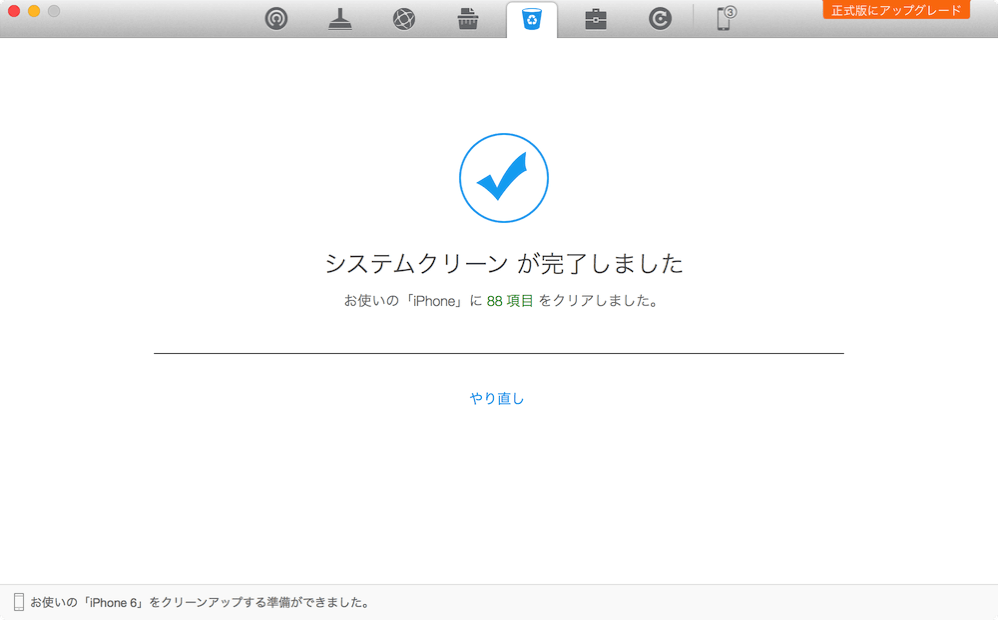 ③
正式版にアップグレード
システムクリーン が完了しました
お使いの「iPhone」に 88 項目 をクリアしました。
やり直し
お使いの「iPhone 6」をクリーンアップする準備ができました。